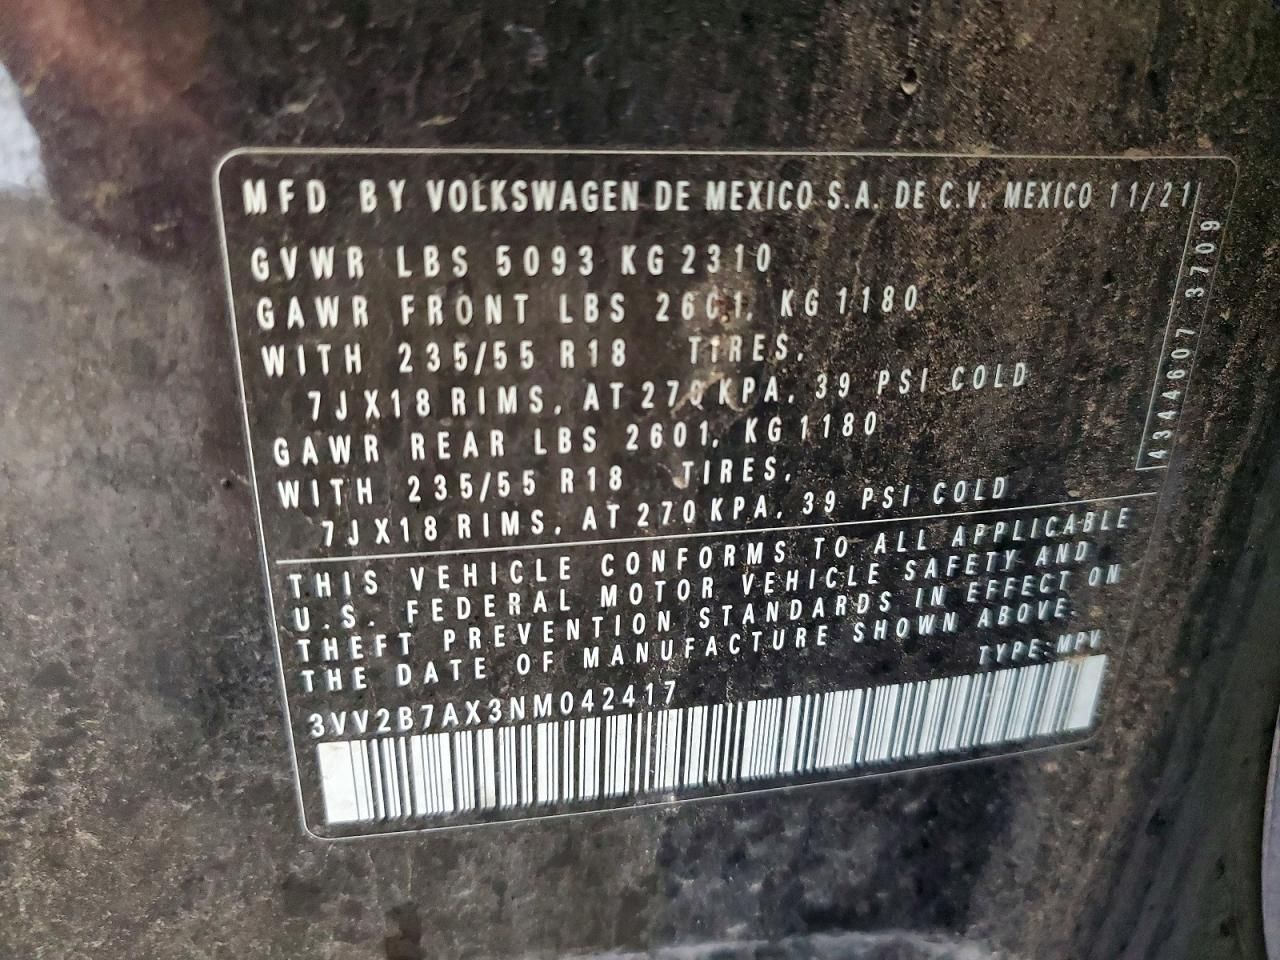 MFD BY VOLKSWAGEN DE MEXICO S.A. DE C.V. MEXICO 11/21
GVWR LBS 5093 KG 2310
GAWR FRONT LBS 2601, KG 1180
WITH 235/55 R18 TIRES,
7JX18 RIMS, AT 270 KPA, 39 PSI COLD
GAWR REAR LBS 2601, KG 1180
WITH 235/55 R18 TIRES,
7JX18 RIMS, AT 270 KPA, 39 PSI COLD
4344607 3709
THIS VEHICLE CONFORMS TO ALL APPLICABLE
U.S. FEDERAL MOTOR VEHICLE SAFETY AND
THEFT PREVENTION STANDARDS IN EFFECT ON
THE DATE OF MANUFACTURE SHOWN ABOVE.
TYPE: MPV
3VV2B7AX3NM042417